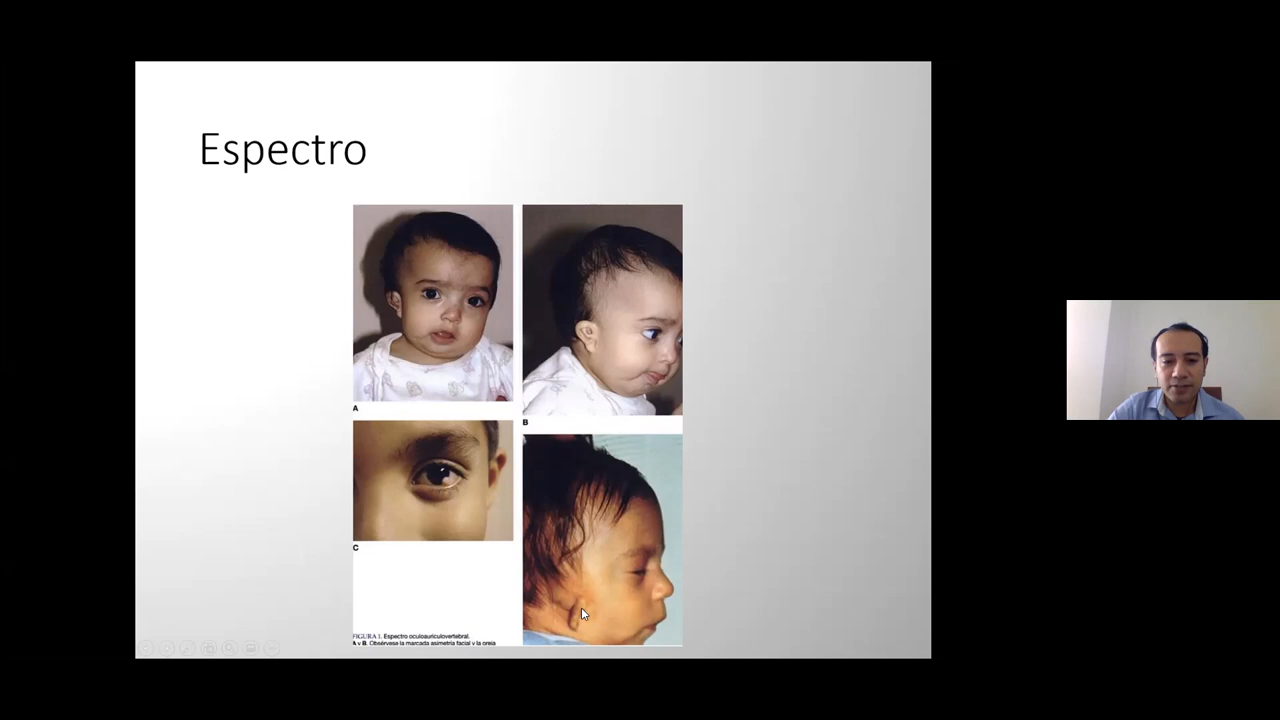 Espectro
A
B
C
FIGURA 1. Espectro oculoauriculovertebral.
A y B. Obsérvese la marcada asimetría facial y la oreja